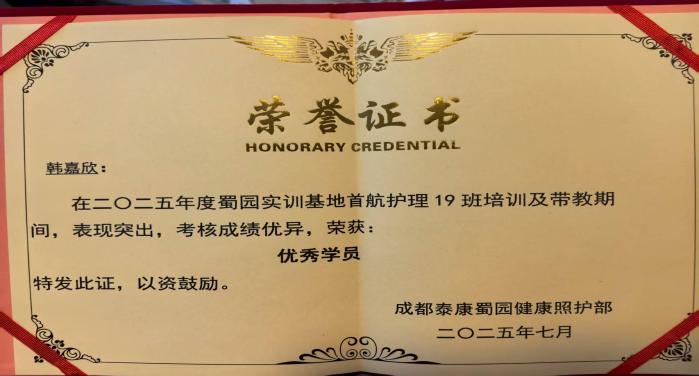 荣誉证书
HONORARY CREDENTIAL
韩嘉欣：
在二〇二五年度蜀园实训基地首航护理19班培训及带教期
间，表现突出，考核成绩优异，荣获：
优秀学员
特发此证，以资鼓励。
成都泰康蜀园健康照护部
二〇二五年七月